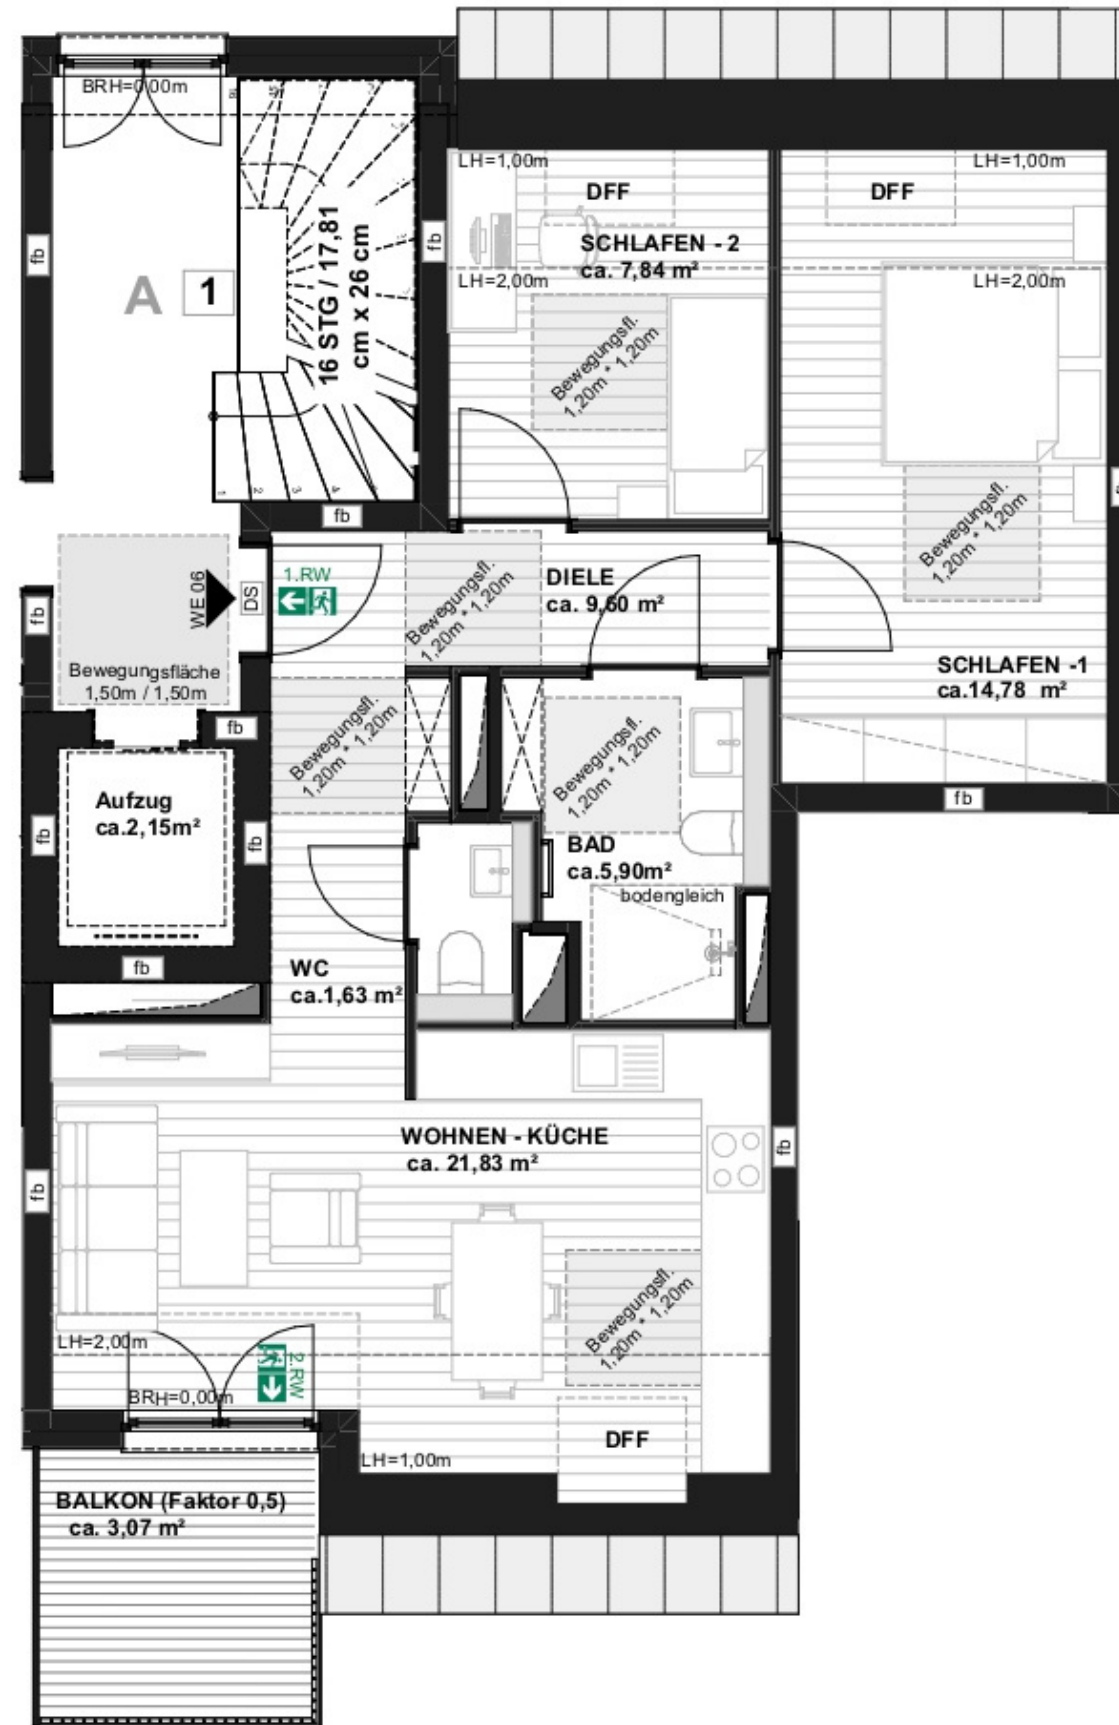 BRH=0,00m
A
1
16 STG / 17,81
cm x 26 cm
fb
fb
LH=1,00m
DFF
SCHLAFEN - 2
ca. 7,84 m²
LH=2,00m
Bewegungsfl.
1,20m * 1,20m
LH=1,00m
DFF
LH=2,00m
Bewegungsfl.
1,20m * 1,20m
SCHLAFEN -1
ca.14,78 m²
fb
1
2
3
4
fb
WE 06
DS
1.RW
Bewegungsfl.
1,20m * 1,20m
DIELE
ca. 9,60 m²
fb
Bewegungsfläche
1,50m / 1,50m
fb
Bewegungsfl.
1,20m * 1,20m
Bewegungsfl.
1,20m * 1,20m
Aufzug
ca.2,15m²
fb
fb
fb
BAD
ca.5,90m²
bodengleich
WC
ca.1,63 m²
WOHNEN - KÜCHE
ca. 21,83 m²
fb
fb
Bewegungsfl.
1,20m * 1,20m
LH=2,00m
2.RW
BRH=0,00m
DFF
LH=1,00m
BALKON (Faktor 0,5)
ca. 3,07 m²